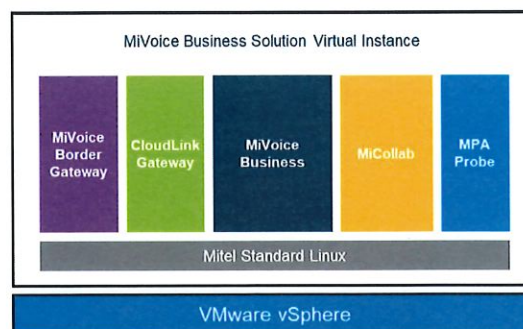 MiVoice Business Solution Virtual Instance
MiVoice
Border
Gateway
CloudLink
Gateway
MiVoice
Business
MiCollab
MPA
Probe
Mitel Standard Linux
VMware vSphere